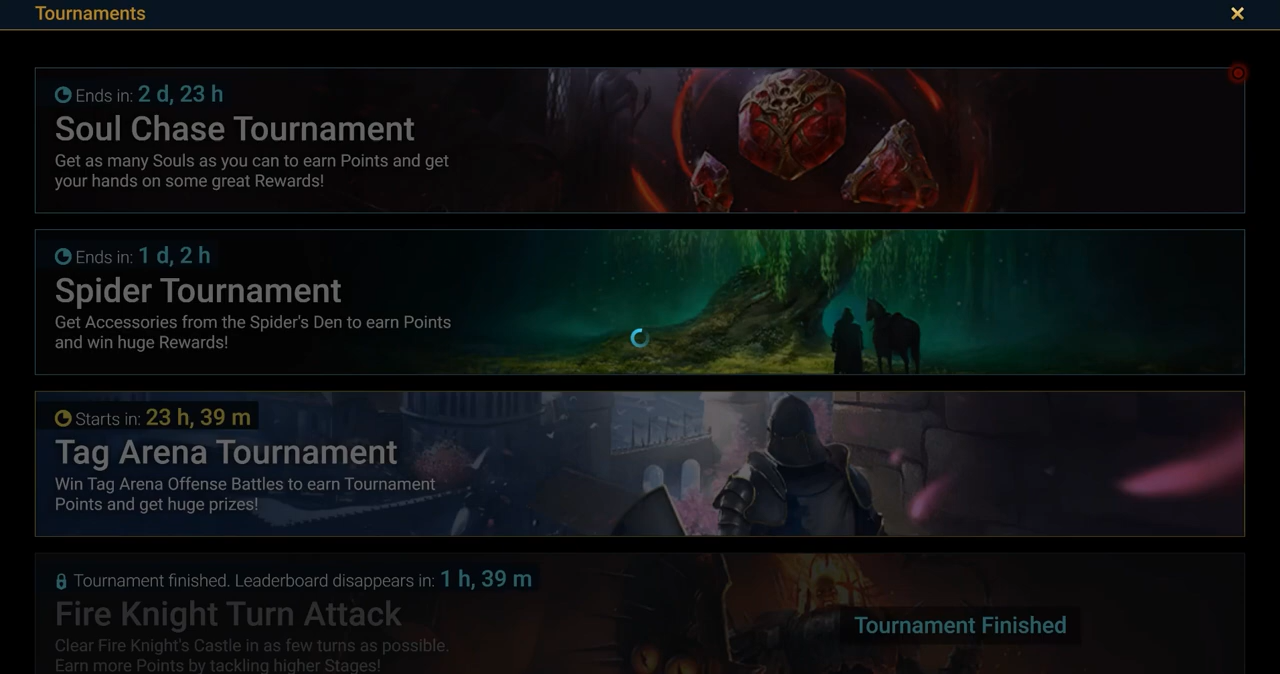 Tournaments
Ends in: 2 d, 23 h
Soul Chase Tournament
Get as many Souls as you can to earn Points and get
your hands on some great Rewards!
Ends in: 1 d, 2 h
Spider Tournament
Get Accessories from the Spider's Den to earn Points
and win huge Rewards!
Starts in: 23 h, 39 m
Tag Arena Tournament
Win Tag Arena Offense Battles to earn Tournament
Points and get huge prizes!
Tournament finished. Leaderboard disappears in: 1 h, 39 m
Fire Knight Turn Attack
Tournament Finished
Clear Fire Knight's Castle in as few turns as possible.
Earn more Points by tackling higher Stages!